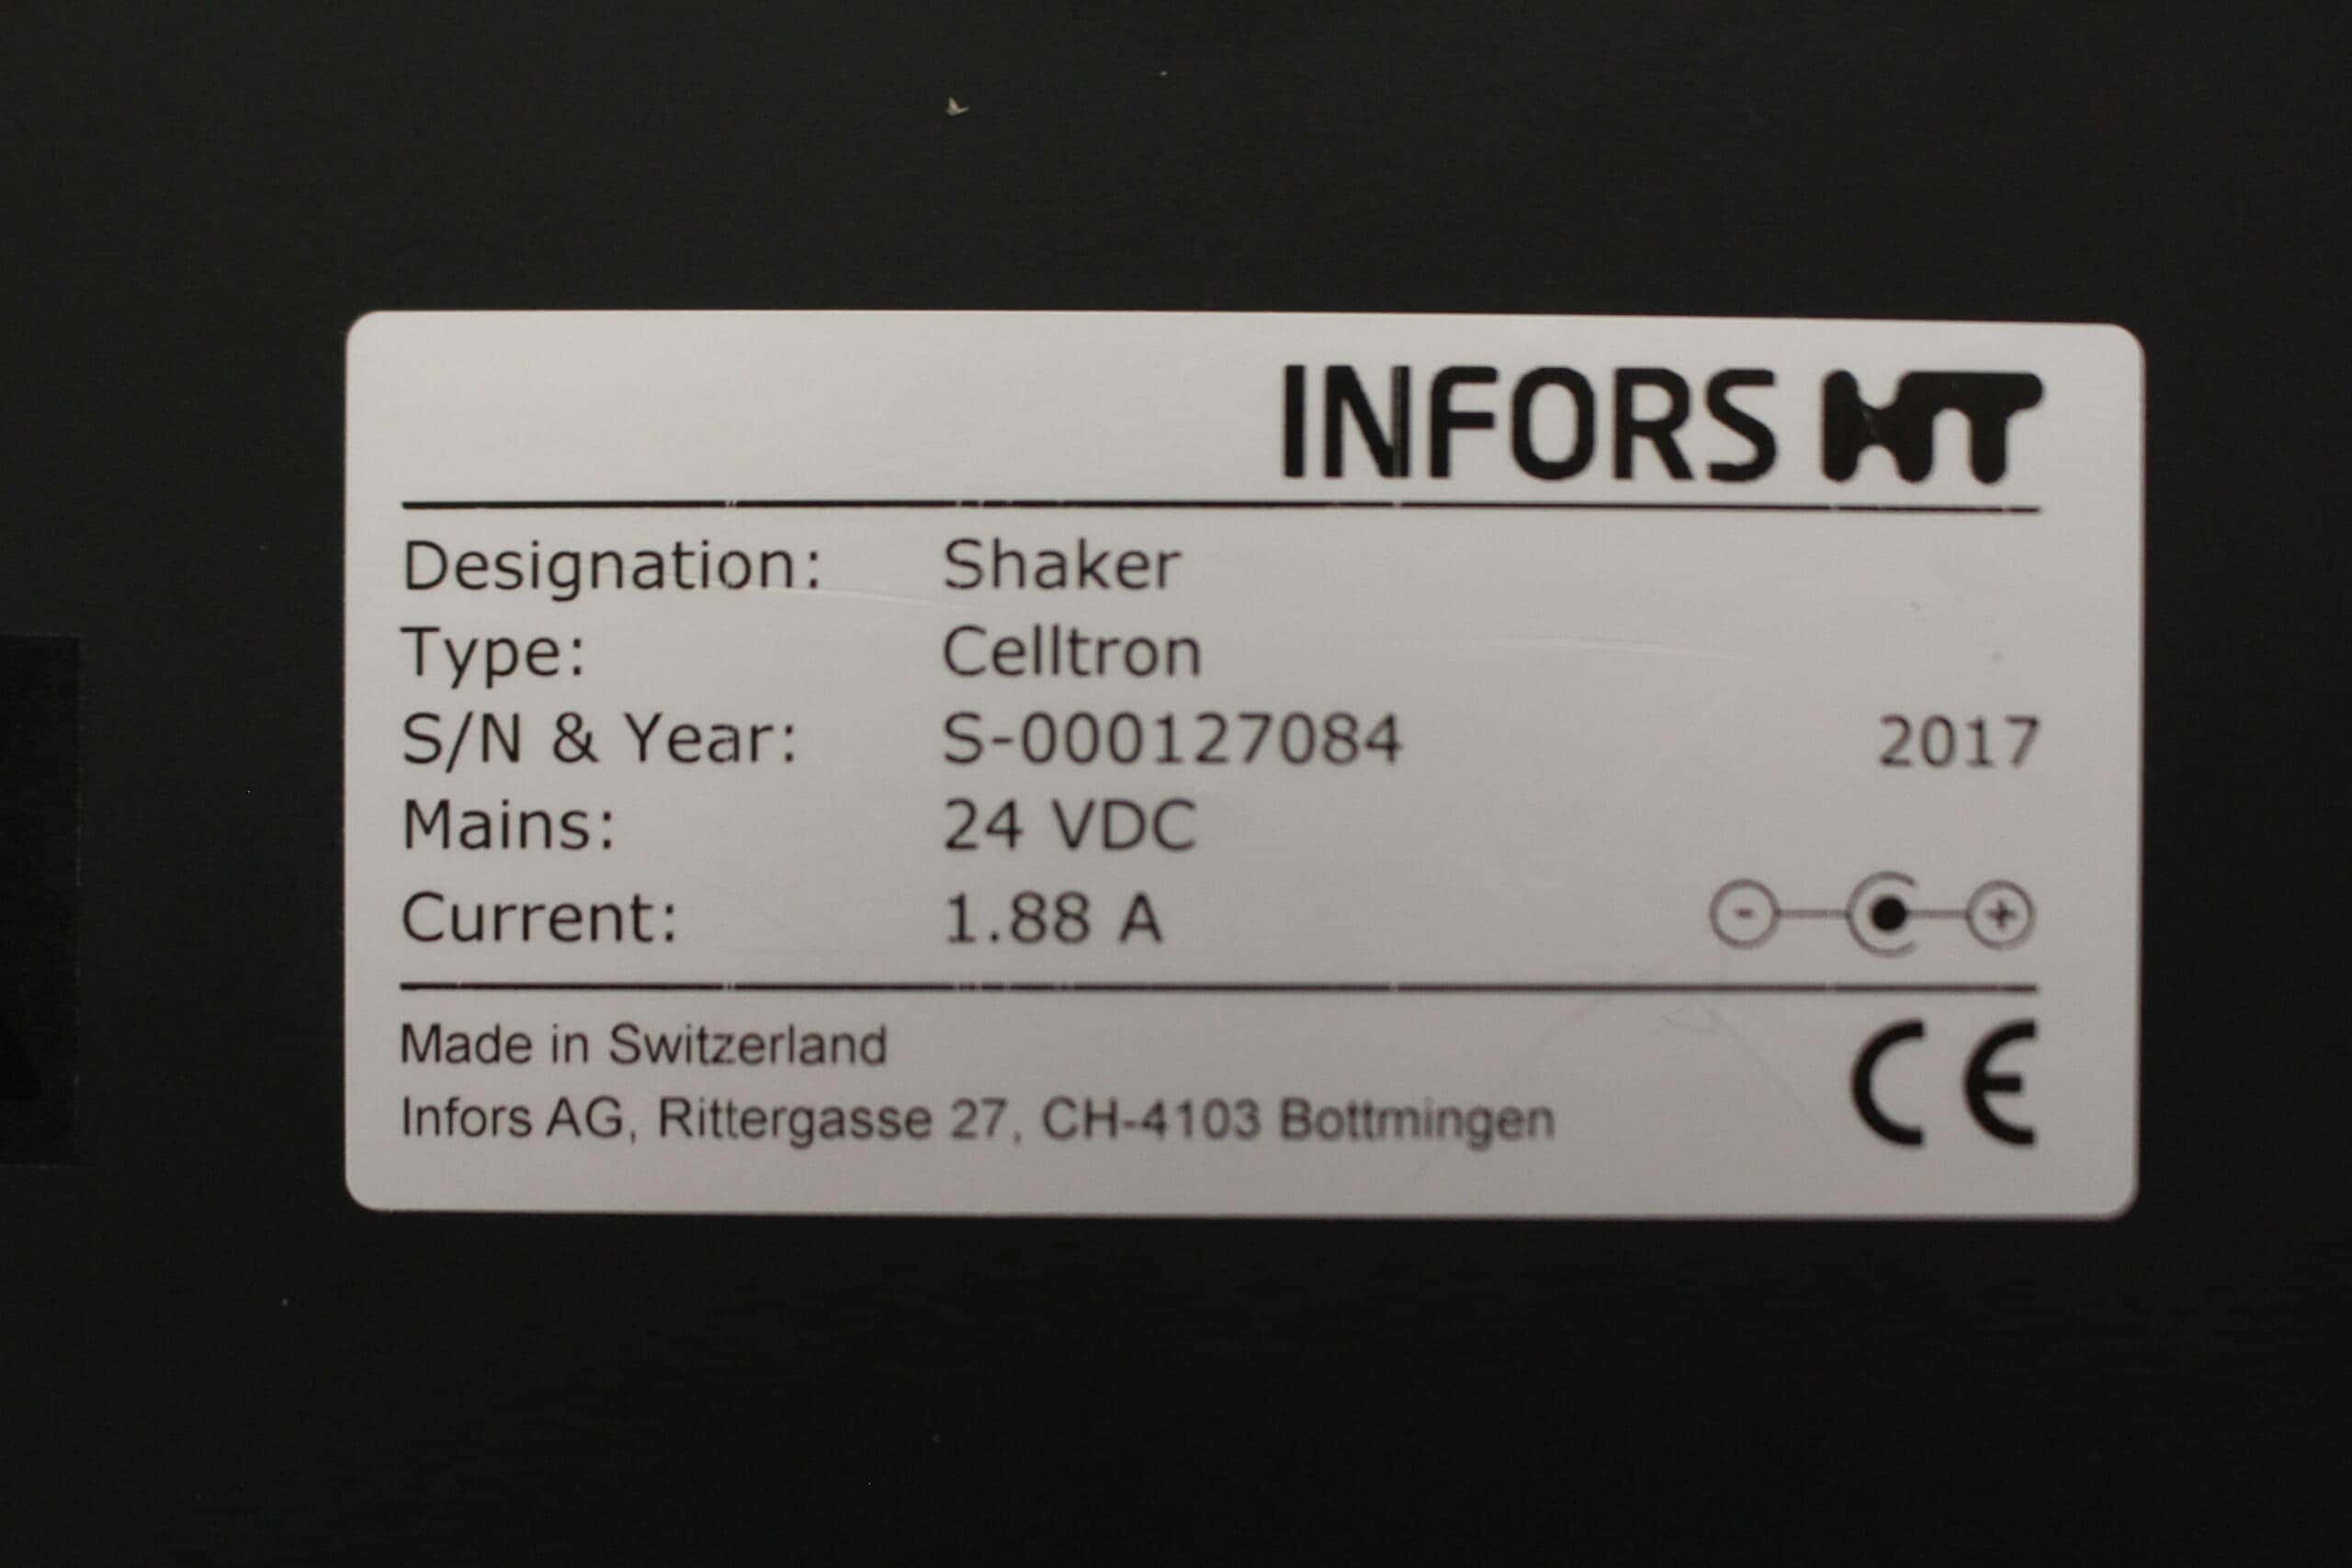 INFORS HT
Designation: Shaker
Type: Celltron
S/N & Year: S-000127084 2017
Mains: 24 VDC
Current: 1.88 A - +
Made in Switzerland
Infors AG, Rittergasse 27, CH-4103 Bottmingen
CE